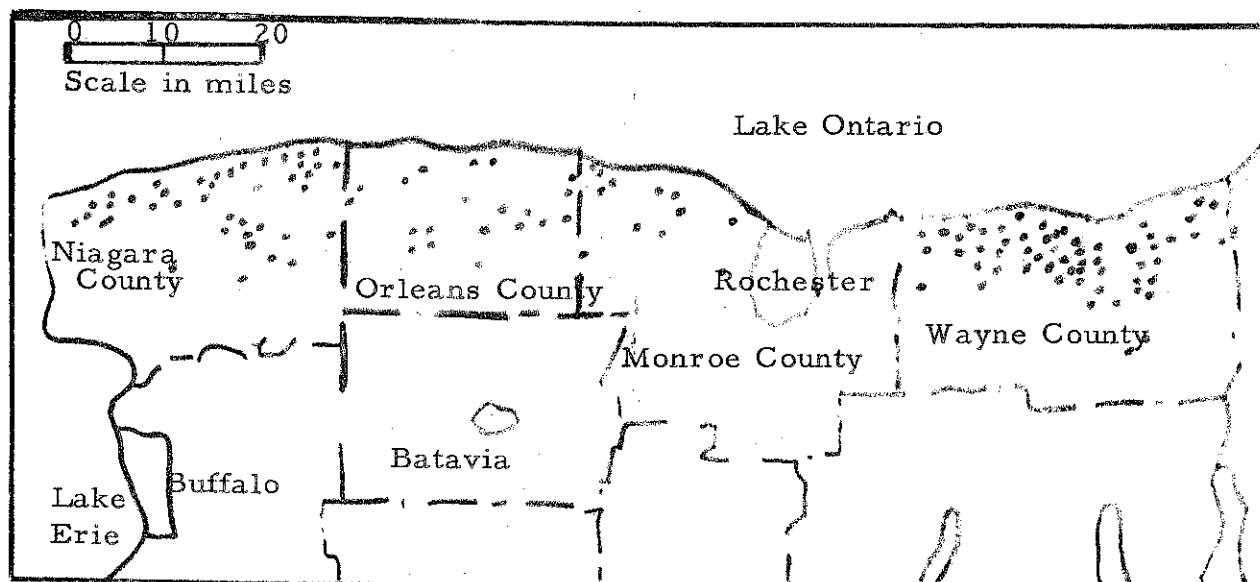 0 10 20
Scale in miles
Lake Ontario
Niagara
County
Orleans County
Rochester
Monroe County
Wayne County
Batavia
Buffalo
Lake
Erie